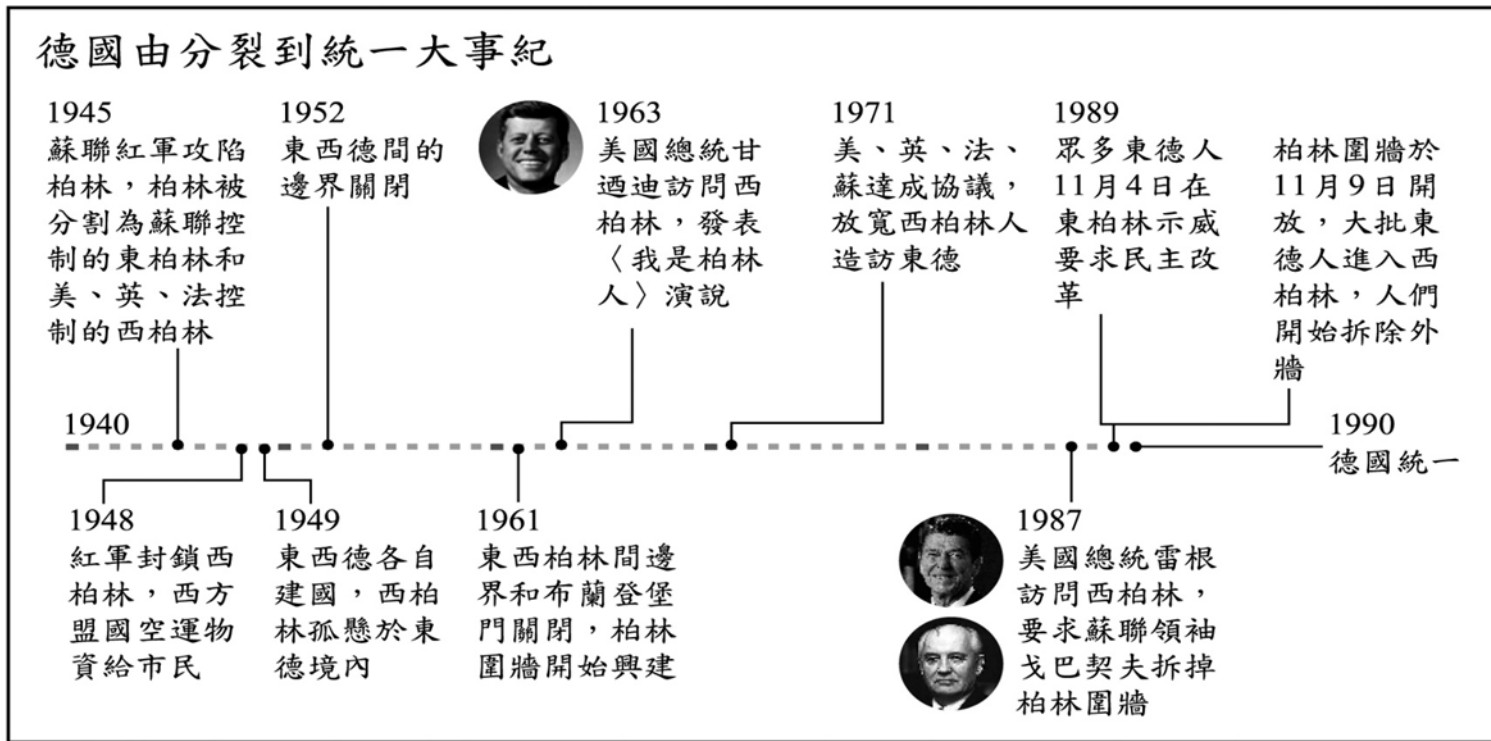 德國由分裂到統一大事紀
1945
蘇聯紅軍攻陷
柏林，柏林被
分割為蘇聯控
制的東柏林和
美、英、法控
制的西柏林
1952
東西德間的
邊界關閉
1963
美國總統甘
迺迪訪問西
柏林，發表
〈我是柏林
人〉演說
1971
美、英、法、
蘇達成協議，
放寬西柏林人
造訪東德
1989
眾多東德人
11月4日在
東柏林示威
要求民主改
革
柏林圍牆於
11月9日開
放，大批東
德人進入西
柏林，人們
開始拆除外
牆
1940
1990
德國統一
1948
紅軍封鎖西
柏林，西方
盟國空運物
資給市民
1949
東西德各自
建國，西柏
林孤懸於東
德境內
1961
東西柏林間邊
界和布蘭登堡
門關閉，柏林
圍牆開始興建
1987
美國總統雷根
訪問西柏林，
要求蘇聯領袖
戈巴契夫拆掉
柏林圍牆